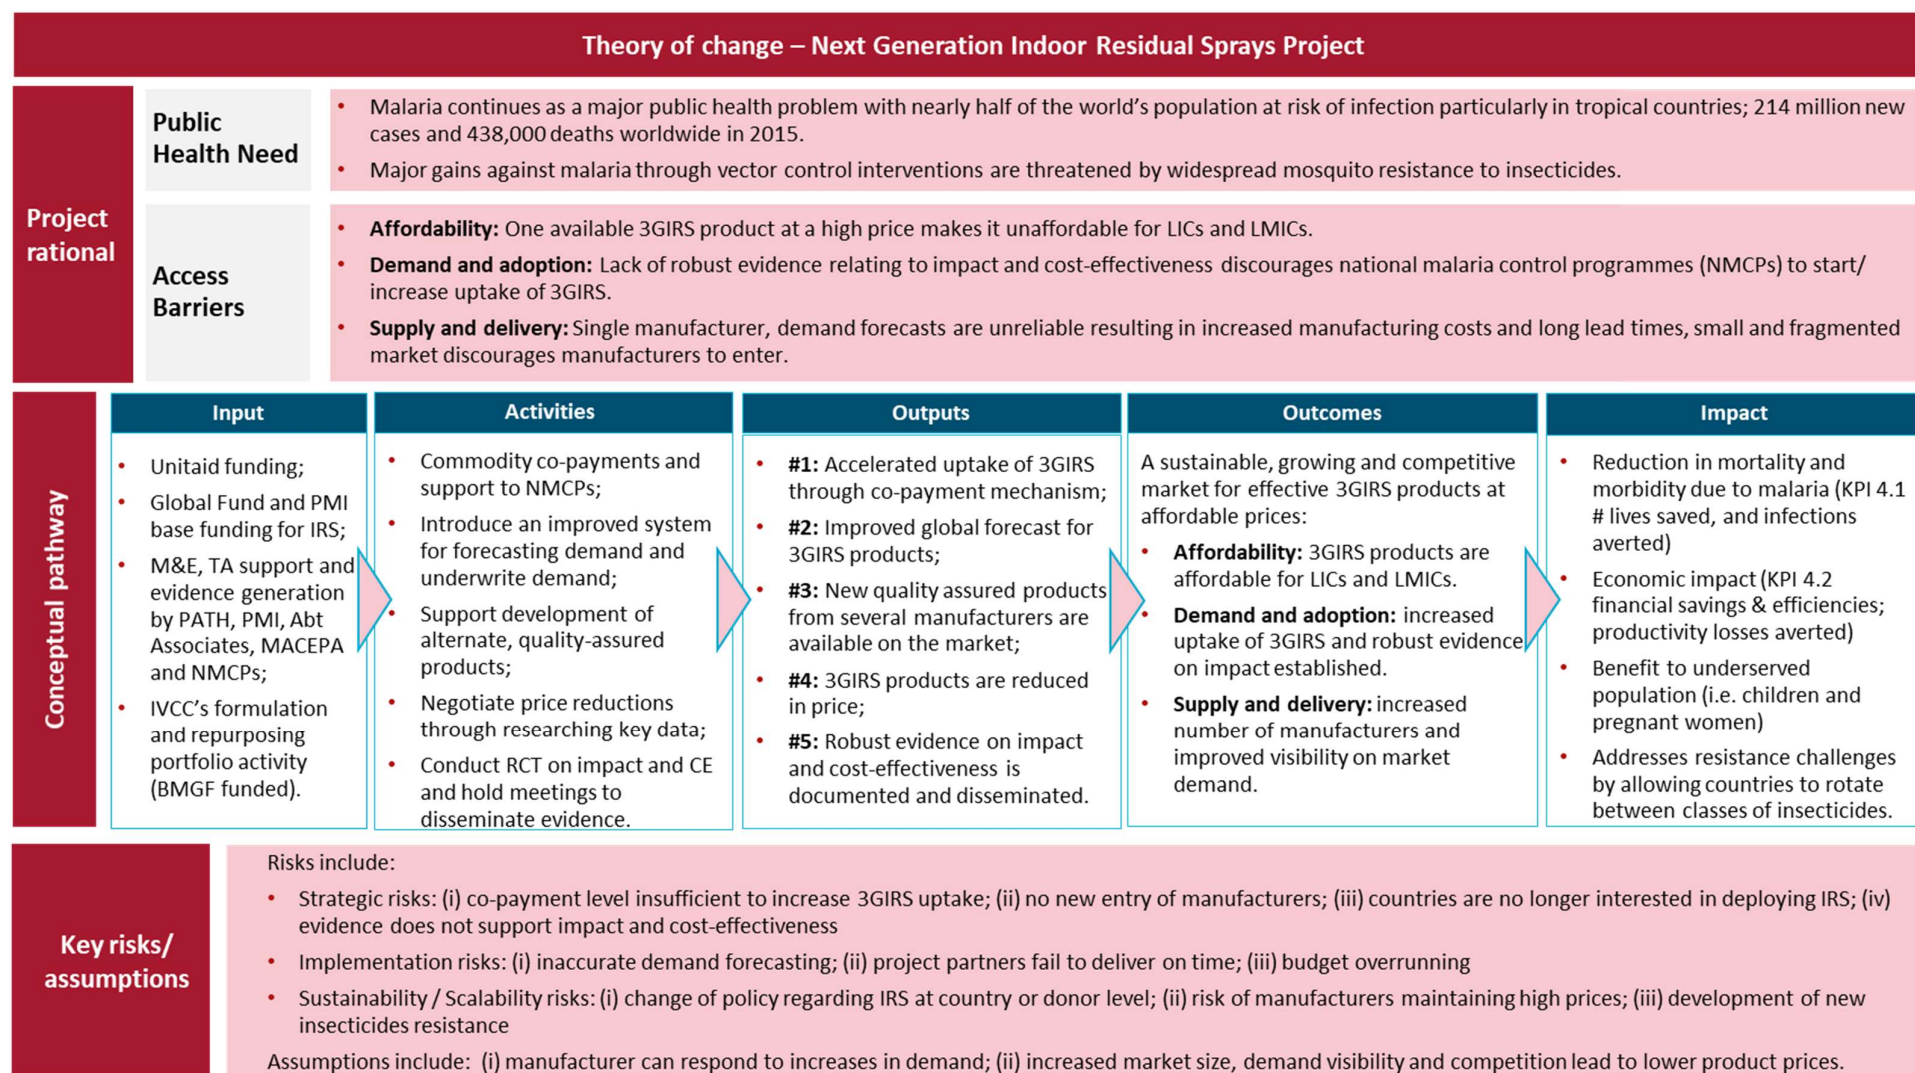 Theory of change – Next Generation Indoor Residual Sprays Project
Project
rational
Public
Health Need
• Malaria continues as a major public health problem with nearly half of the world's population at risk of infection particularly in tropical countries; 214 million new
cases and 438,000 deaths worldwide in 2015.
• Major gains against malaria through vector control interventions are threatened by widespread mosquito resistance to insecticides.
Access
Barriers
• Affordability: One available 3GIRS product at a high price makes it unaffordable for LICs and LMICs.
• Demand and adoption: Lack of robust evidence relating to impact and cost-effectiveness discourages national malaria control programmes (NMCPs) to start/
increase uptake of 3GIRS.
• Supply and delivery: Single manufacturer, demand forecasts are unreliable resulting in increased manufacturing costs and long lead times, small and fragmented
market discourages manufacturers to enter.
Conceptual pathway
Input
• Unitaid funding;
• Global Fund and PMI
base funding for IRS;
• M&E, TA support and
evidence generation
by PATH, PMI, Abt
Associates, MACEPA
and NMCPs;
• IVCC's formulation
and repurposing
portfolio activity
(BMGF funded).
Activities
• Commodity co-payments and
support to NMCPs;
• Introduce an improved system
for forecasting demand and
underwrite demand;
• Support development of
alternate, quality-assured
products;
• Negotiate price reductions
through researching key data;
• Conduct RCT on impact and CE
and hold meetings to
disseminate evidence.
Outputs
• #1: Accelerated uptake of 3GIRS
through co-payment mechanism;
• #2: Improved global forecast for
3GIRS products;
• #3: New quality assured products
from several manufacturers are
available on the market;
• #4: 3GIRS products are reduced
in price;
• #5: Robust evidence on impact
and cost-effectiveness is
documented and disseminated.
Outcomes
A sustainable, growing and competitive
market for effective 3GIRS products at
affordable prices:
• Affordability: 3GIRS products are
affordable for LICs and LMICs.
• Demand and adoption: increased
uptake of 3GIRS and robust evidence
on impact established.
• Supply and delivery: increased
number of manufacturers and
improved visibility on market
demand.
Impact
• Reduction in mortality and
morbidity due to malaria (KPI 4.1
# lives saved, and infections
averted)
• Economic impact (KPI 4.2
financial savings & efficiencies;
productivity losses averted)
• Benefit to underserved
population (i.e. children and
pregnant women)
• Addresses resistance challenges
by allowing countries to rotate
between classes of insecticides.
Key risks/
assumptions
Risks include:
• Strategic risks: (i) co-payment level insufficient to increase 3GIRS uptake; (ii) no new entry of manufacturers; (iii) countries are no longer interested in deploying IRS; (iv)
evidence does not support impact and cost-effectiveness
• Implementation risks: (i) inaccurate demand forecasting; (ii) project partners fail to deliver on time; (iii) budget overrunning
• Sustainability / Scalability risks: (i) change of policy regarding IRS at country or donor level; (ii) risk of manufacturers maintaining high prices; (iii) development of new
insecticides resistance
Assumptions include: (i) manufacturer can respond to increases in demand; (ii) increased market size, demand visibility and competition lead to lower product prices.